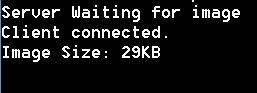 Server Waiting for image
Client connected.
Image Size: 29KB